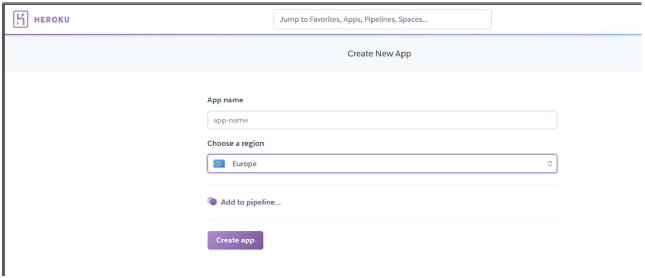 HEROKU
Jump to Favorites, Apps, Pipelines, Spaces...
Create New App
App name
app-name
Choose a region
Europe
Add to pipeline...
Create app